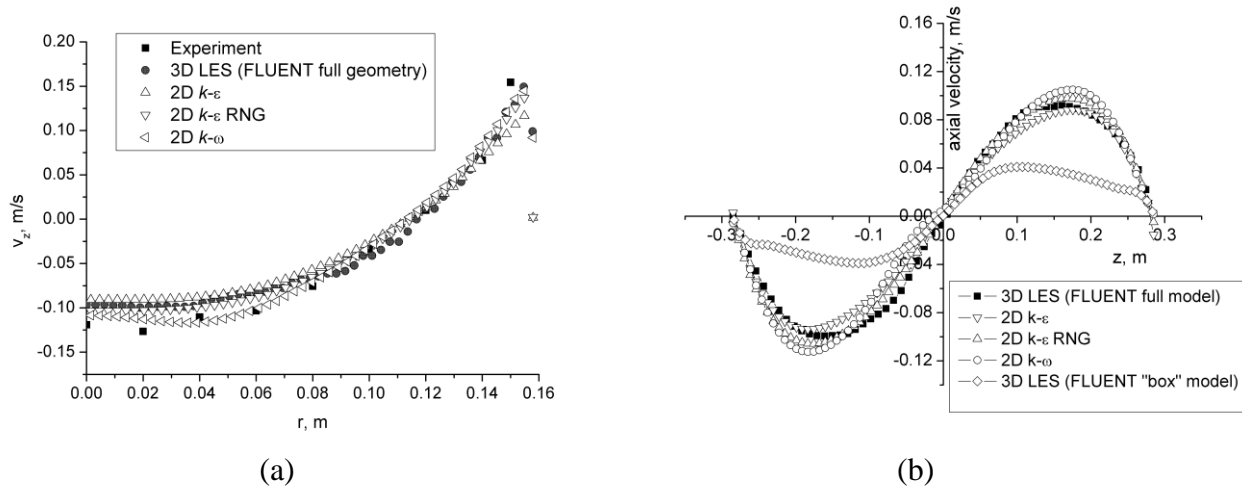 0.20
0.15
0.10
0.05
0.00
-0.05
-0.10
-0.15
v_z, m/s
Experiment
3D LES (FLUENT full geometry)
2D k-ε
2D k-ε RNG
2D k-ω
0.00 0.02 0.04 0.06 0.08 0.10 0.12 0.14 0.16
r, m
(a)
axial velocity, m/s
0.16
0.12
0.08
0.04
0.00
-0.04
-0.08
-0.12
-0.3 -0.2 -0.1 0.0 0.1 0.2 0.3
z, m
3D LES (FLUENT full model)
2D k-ε
2D k-ε RNG
2D k-ω
3D LES (FLUENT "box" model)
(b)